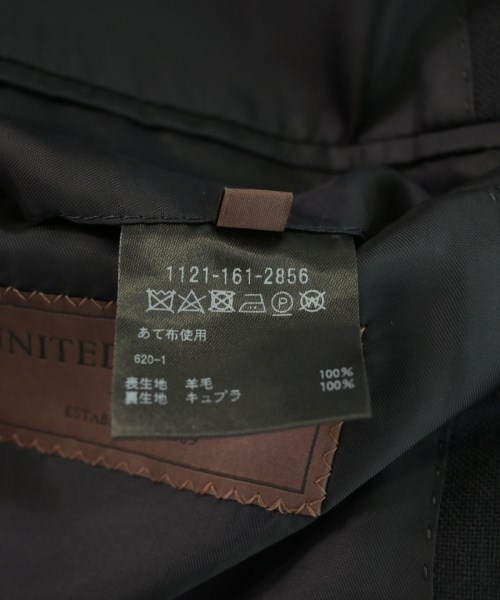 1121-161-2856
あて布使用
620-1
表生地 羊毛 100%
裏生地 キュプラ 100%
UNITED